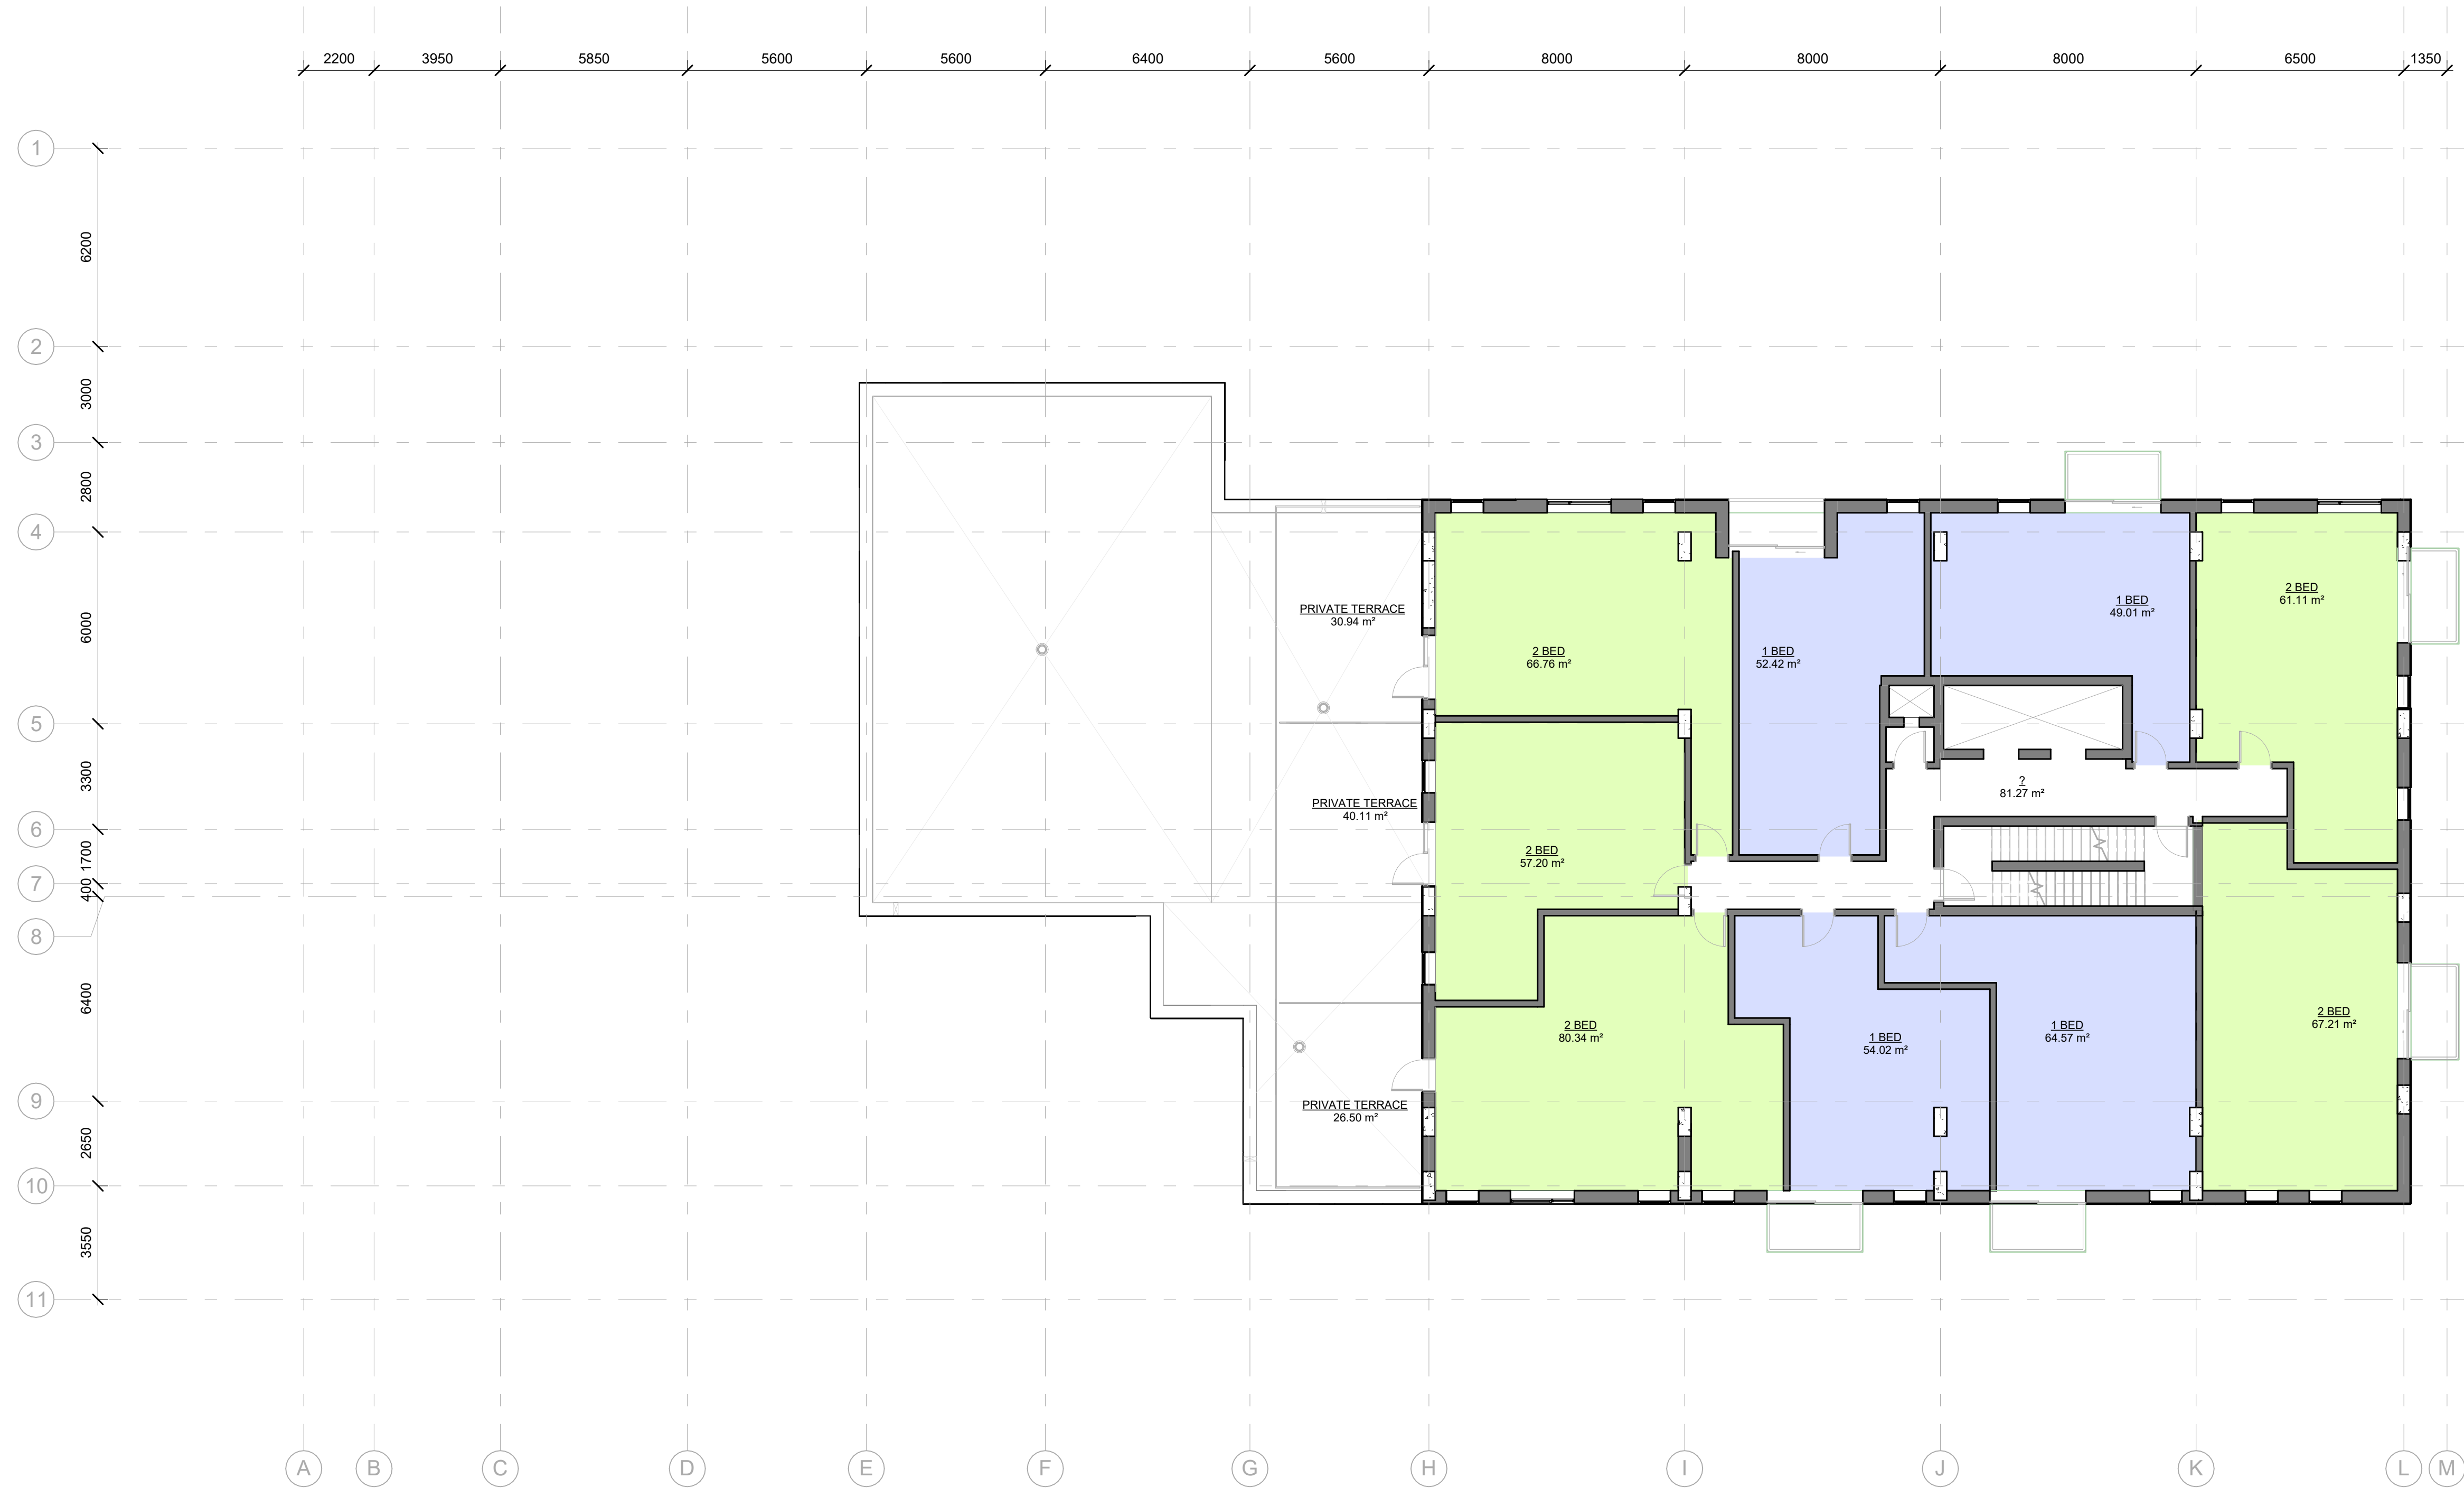 2200 3950 5850 5600 5600 6400 5600 8000 8000 8000 6500 1350
1
6200
2
3000
3
2800
4
6000
5
3300
6
1700
7
400
8
6400
9
2650
10
3550
11
PRIVATE TERRACE
30.94 m²
2 BED
66.76 m²
1 BED
52.42 m²
1 BED
49.01 m²
2 BED
61.11 m²
?
81.27 m²
PRIVATE TERRACE
40.11 m²
2 BED
57.20 m²
2 BED
80.34 m²
1 BED
54.02 m²
1 BED
64.57 m²
2 BED
67.21 m²
PRIVATE TERRACE
26.50 m²
A B C D E F G H I J K L M